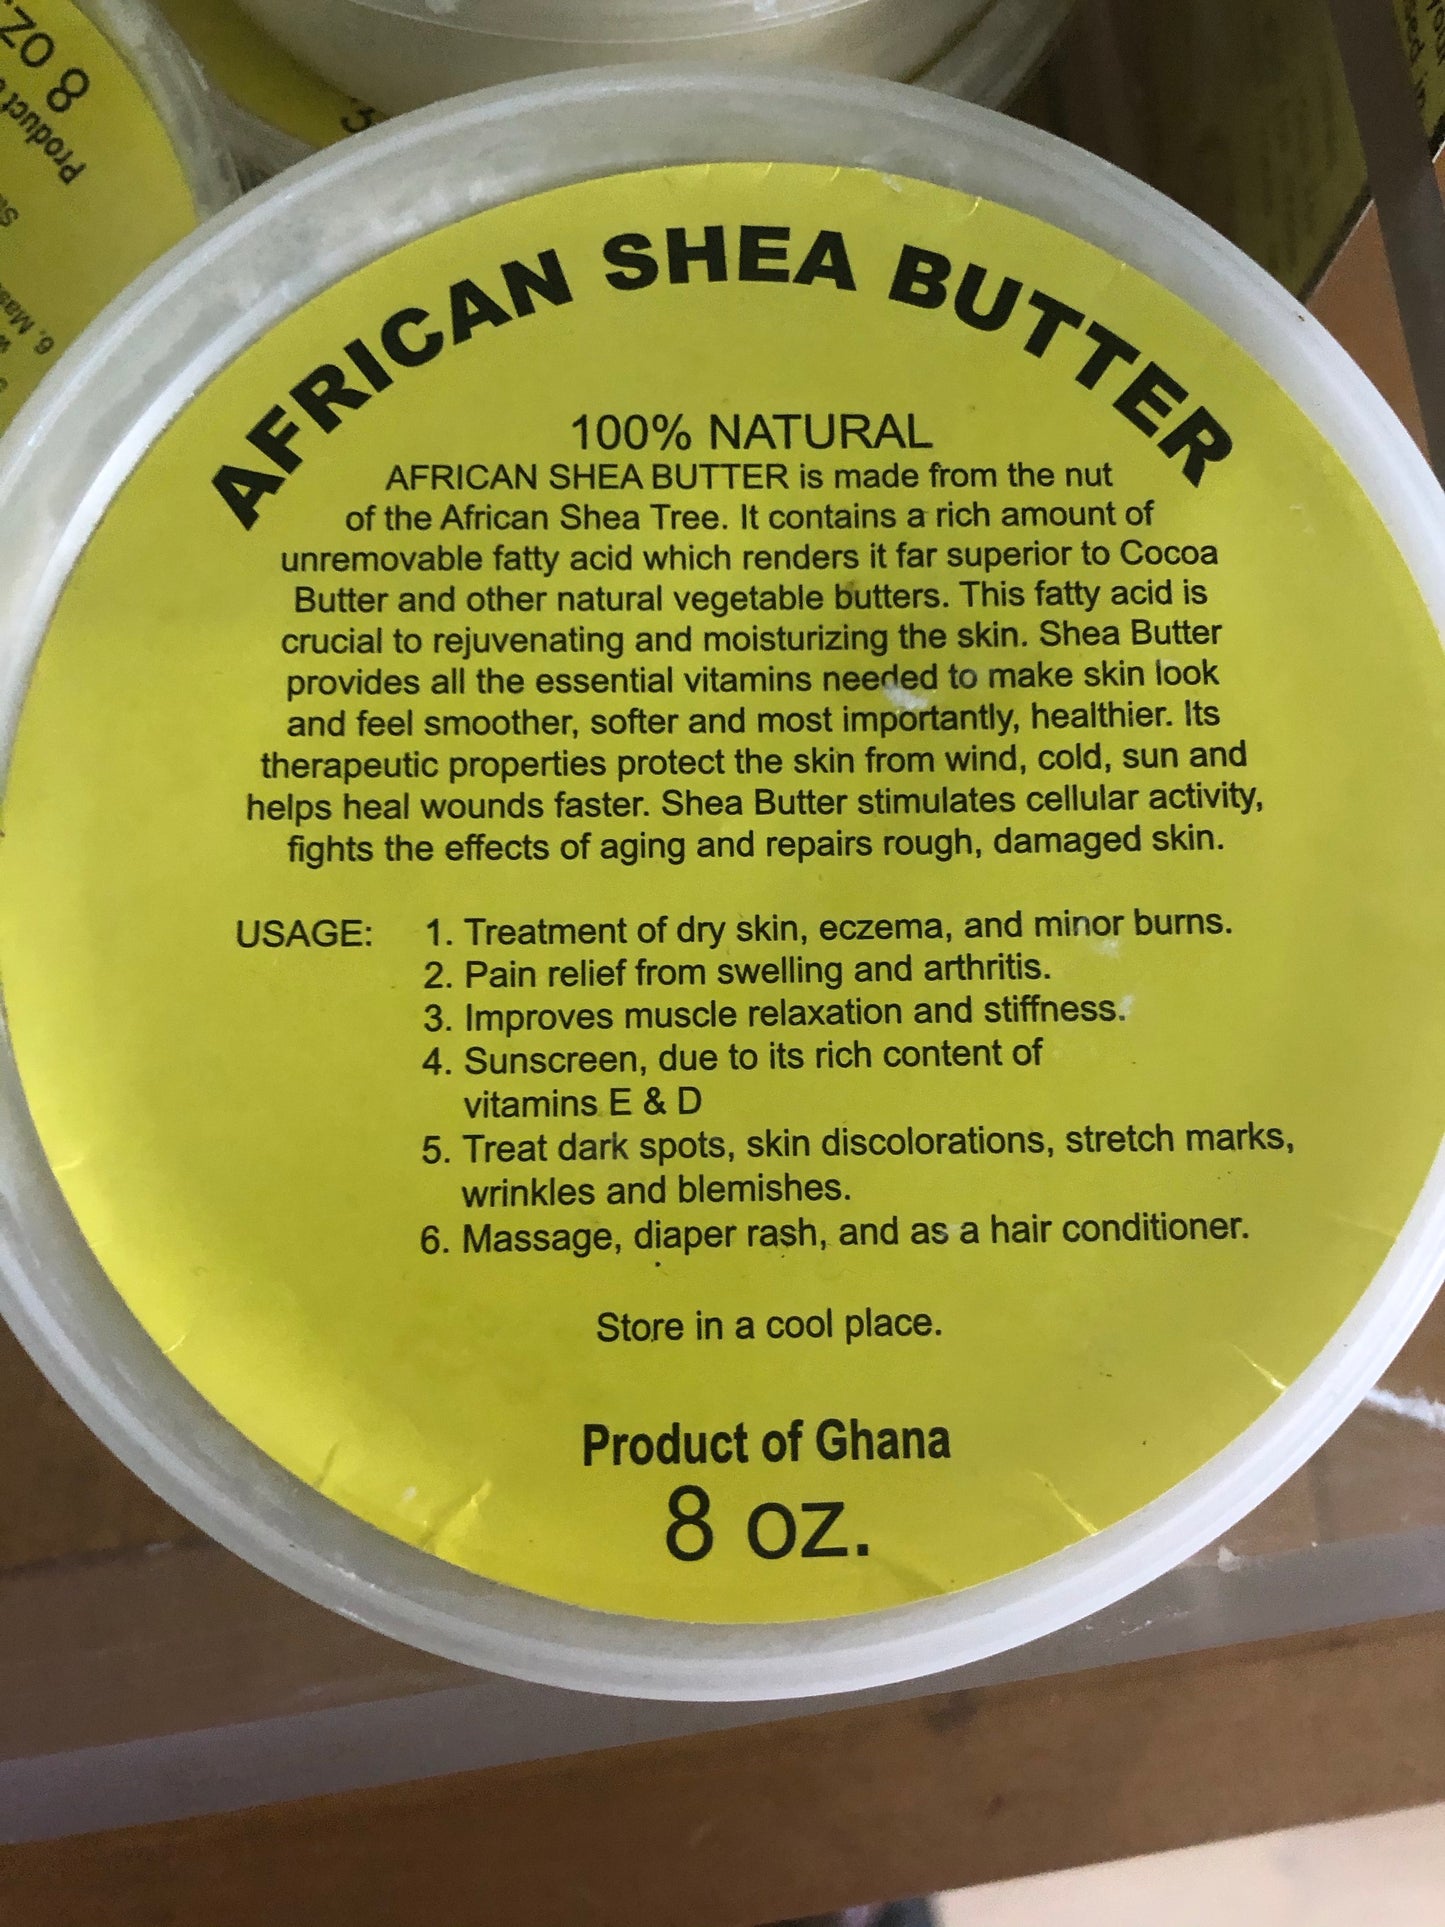 AFRICAN SHEA BUTTER
100% NATURAL
AFRICAN SHEA BUTTER is made from the nut
of the African Shea Tree. It contains a rich amount of
unremovable fatty acid which renders it far superior to Cocoa
Butter and other natural vegetable butters. This fatty acid is
crucial to rejuvenating and moisturizing the skin. Shea Butter
provides all the essential vitamins needed to make skin look
and feel smoother, softer and most importantly, healthier. Its
therapeutic properties protect the skin from wind, cold, sun and
helps heal wounds faster. Shea Butter stimulates cellular activity,
fights the effects of aging and repairs rough, damaged skin.
USAGE: 1. Treatment of dry skin, eczema, and minor burns.
2. Pain relief from swelling and arthritis.
3. Improves muscle relaxation and stiffness.
4. Sunscreen, due to its rich content of
vitamins E & D
5. Treat dark spots, skin discolorations, stretch marks,
wrinkles and blemishes.
6. Massage, diaper rash, and as a hair conditioner.
Store in a cool place.
Product of Ghana
8 oz.
8 oz.
Product
6. Mas